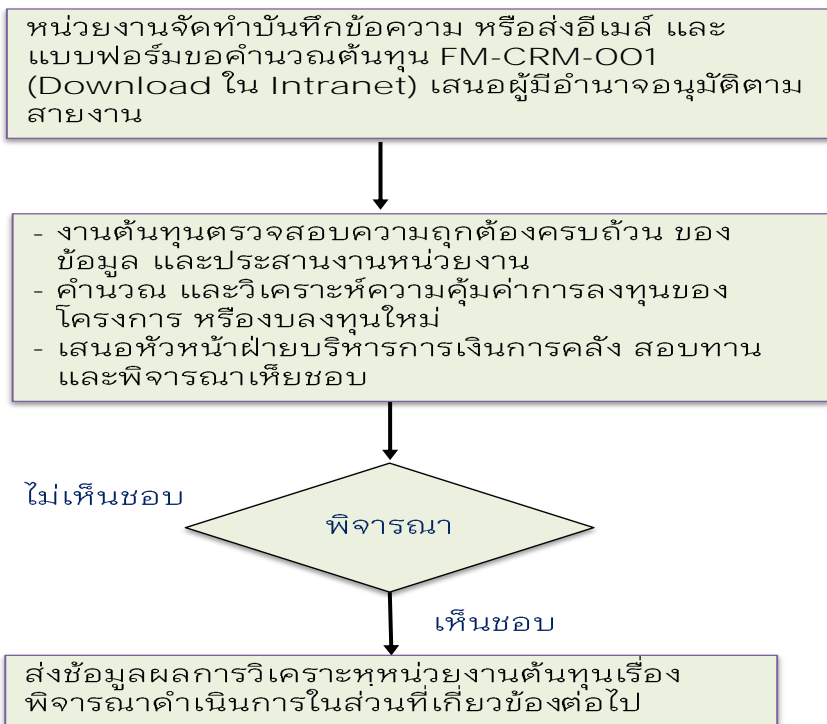 หน่วยงานจัดทำบันทึกข้อความ หรือส่งอีเมล์ และ
แบบฟอร์มขอคำนวณต้นทุน FM-CRM-001
(Download ใน Intranet) เสนอผู้มีอำนาจอนุมัติตาม
สายงาน
- งานต้นทุนตรวจสอบความถุกต้องครบถ้วน ของ
ข้อมูล และประสานงานหน่วยงาน
- คำนวณ และวิเคราะห์ความคุ้มค่าการลงทุนของ
โครงการ หรืองบลงทุนใหม่
- เสนอหัวหน้าฝ่ายบริหารการเงินการคลัง สอบทาน
และพิจารณาเห็ยชอบ
ไม่เห็นชอบ
พิจารณา
เห็นชอบ
ส่งช้อมูลผลการวิเคราะหฺหน่วยงานต้นทุนเรื่อง
พิจารณาดำเนินการในส่วนที่เกี่ยวข้องต่อไป